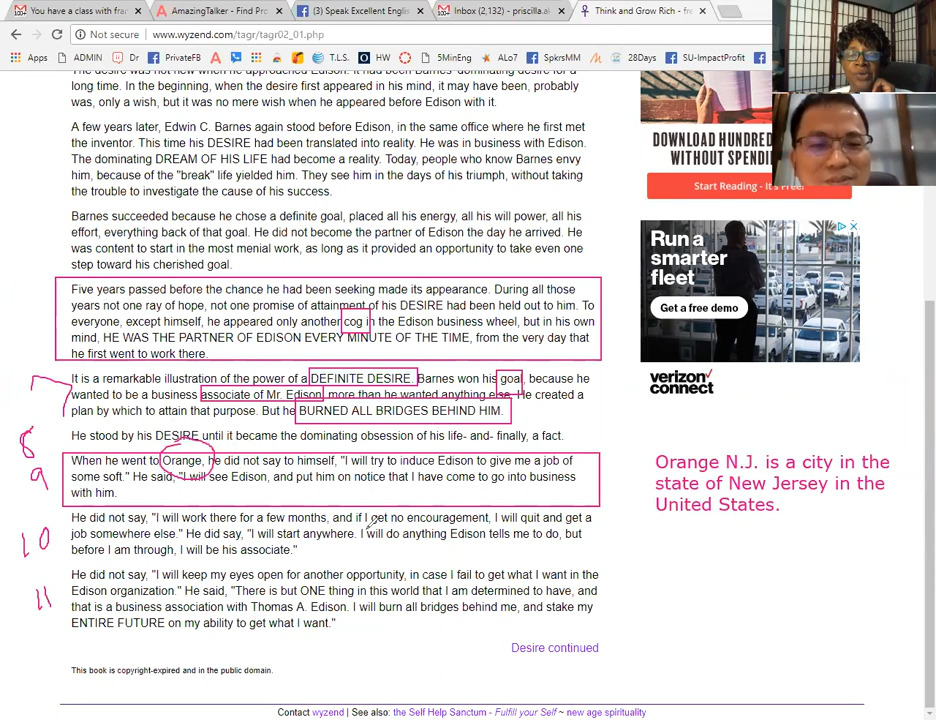 You have a class with fran
AmazingTalker - Find Pro
(3) Speak Excellent Englis
Inbox (2,132) - priscilla.ak
Think and Grow Rich - fre
Not secure | www.wyzend.com/tagr/tagr02_01.php
Apps ADMIN Dr PrivateFB T.L.S. HW 5MinEng ALo7 SpkrsMM 28Days SU-ImpactProfit
The desire was not new when he approached Edison. It had been Barnes' dominating desire for a
long time. In the beginning, when the desire first appeared in his mind, it may have been, probably
was, only a wish, but it was no mere wish when he appeared before Edison with it.
A few years later, Edwin C. Barnes again stood before Edison, in the same office where he first met
the inventor. This time his DESIRE had been translated into reality. He was in business with Edison.
The dominating DREAM OF HIS LIFE had become a reality. Today, people who know Barnes envy
him, because of the "break" life yielded him. They see him in the days of his triumph, without taking
the trouble to investigate the cause of his success.
Barnes succeeded because he chose a definite goal, placed all his energy, all his will power, all his
effort, everything back of that goal. He did not become the partner of Edison the day he arrived. He
was content to start in the most menial work, as long as it provided an opportunity to take even one
step toward his cherished goal.
Five years passed before the chance he had been seeking made its appearance. During all those
years not one ray of hope, not one promise of attainment of his DESIRE had been held out to him. To
everyone, except himself, he appeared only another cog in the Edison business wheel, but in his own
mind, HE WAS THE PARTNER OF EDISON EVERY MINUTE OF THE TIME, from the very day that
he first went to work there.
7
It is a remarkable illustration of the power of a DEFINITE DESIRE. Barnes won his goal, because he
wanted to be a business associate of Mr. Edison, more than he wanted anything else. He created a
plan by which to attain that purpose. But he BURNED ALL BRIDGES BEHIND HIM.
8
He stood by his DESIRE until it became the dominating obsession of his life- and- finally, a fact.
9
When he went to Orange, he did not say to himself, "I will try to induce Edison to give me a job of
some soft." He said, "I will see Edison, and put him on notice that I have come to go into business
with him.
10
He did not say, "I will work there for a few months, and if I get no encouragement, I will quit and get a
job somewhere else." He did say, "I will start anywhere. I will do anything Edison tells me to do, but
before I am through, I will be his associate."
11
He did not say, "I will keep my eyes open for another opportunity, in case I fail to get what I want in the
Edison organization." He said, "There is but ONE thing in this world that I am determined to have, and
that is a business association with Thomas A. Edison. I will burn all bridges behind me, and stake my
ENTIRE FUTURE on my ability to get what I want."
Desire continued
This book is copyright-expired and in the public domain.
Contact wyzend | See also: the Self Help Sanctum - Fulfill your Self ~ new age spirituality
DOWNLOAD HUNDRED
WITHOUT SPENDI
Start Reading - It's Free!
Run a
smarter
fleet
Get a free demo
verizon
connect
Orange N.J. is a city in the
state of New Jersey in the
United States.